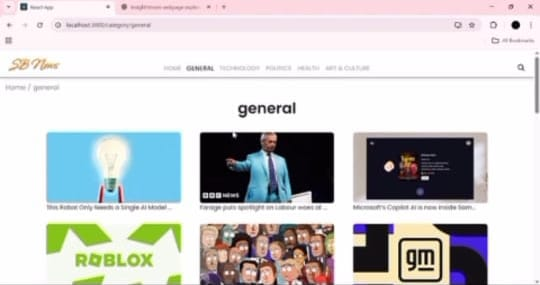 React App
localhost:3000/category/general
All Bookmarks
SB News
HOME GENERAL TECHNOLOGY POLITICS HEALTH ART & CULTURE
Home / general
general
BBC NEWS
This Robot Only Needs a Single AI Model ...
Farage puts spotlight on Labour woes at ...
Microsoft's Copilot AI is now inside Sam...
ROBLOX
gm